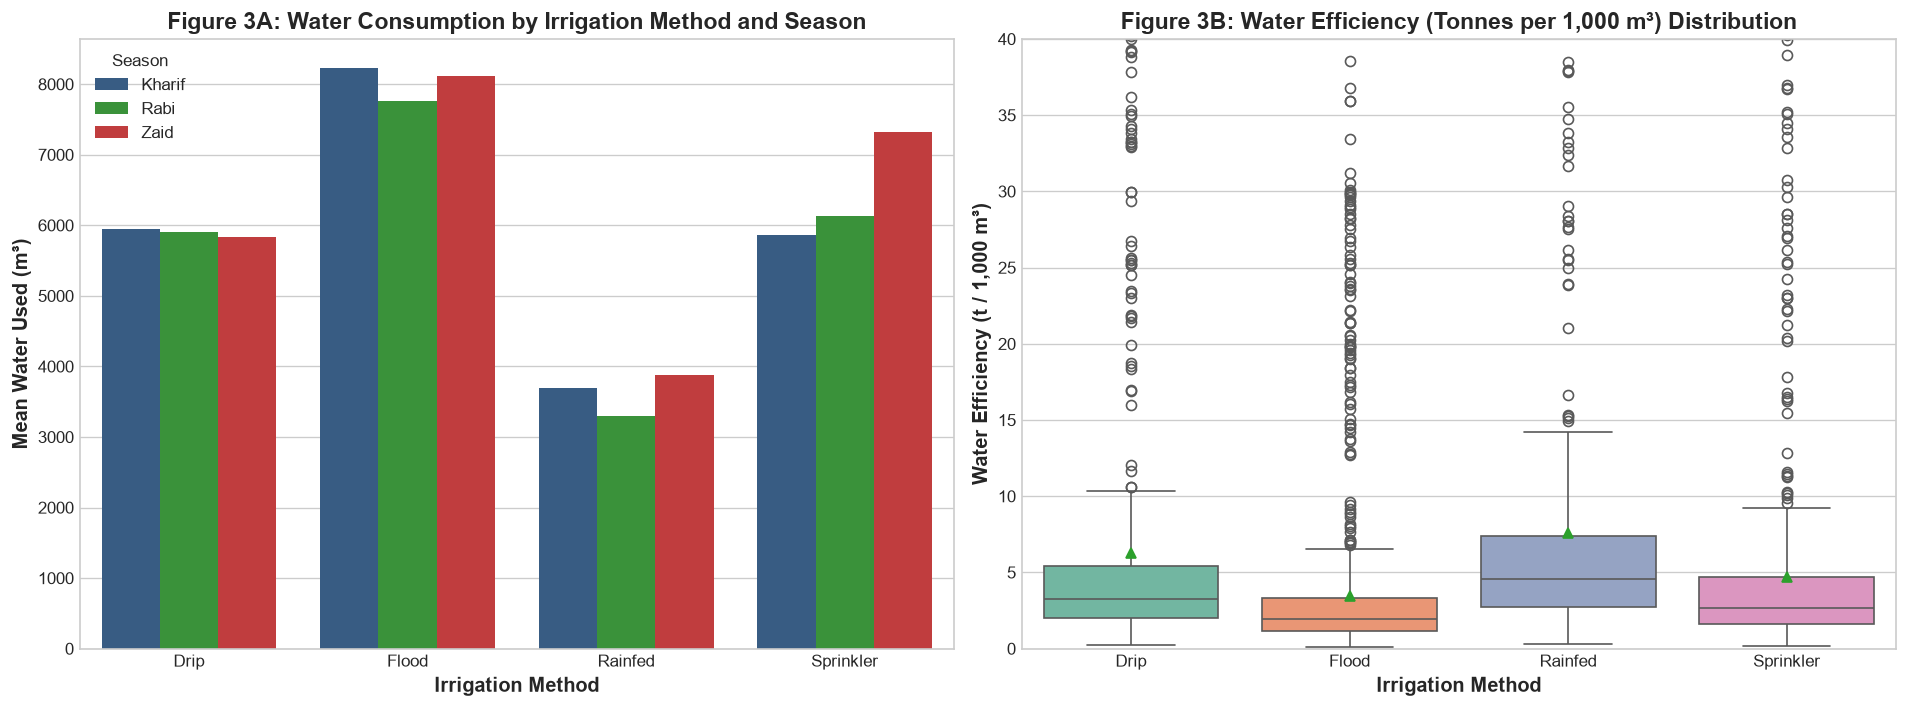 Figure 3A: Water Consumption by Irrigation Method and Season
Mean Water Used (m³)
8000
7000
6000
5000
4000
3000
2000
1000
0
Season
Kharif
Rabi
Zaid
Drip
Flood
Rainfed
Sprinkler
Irrigation Method
Figure 3B: Water Efficiency (Tonnes per 1,000 m³) Distribution
Water Efficiency (t / 1,000 m³)
40
35
30
25
20
15
10
5
0
Drip
Flood
Rainfed
Sprinkler
Irrigation Method